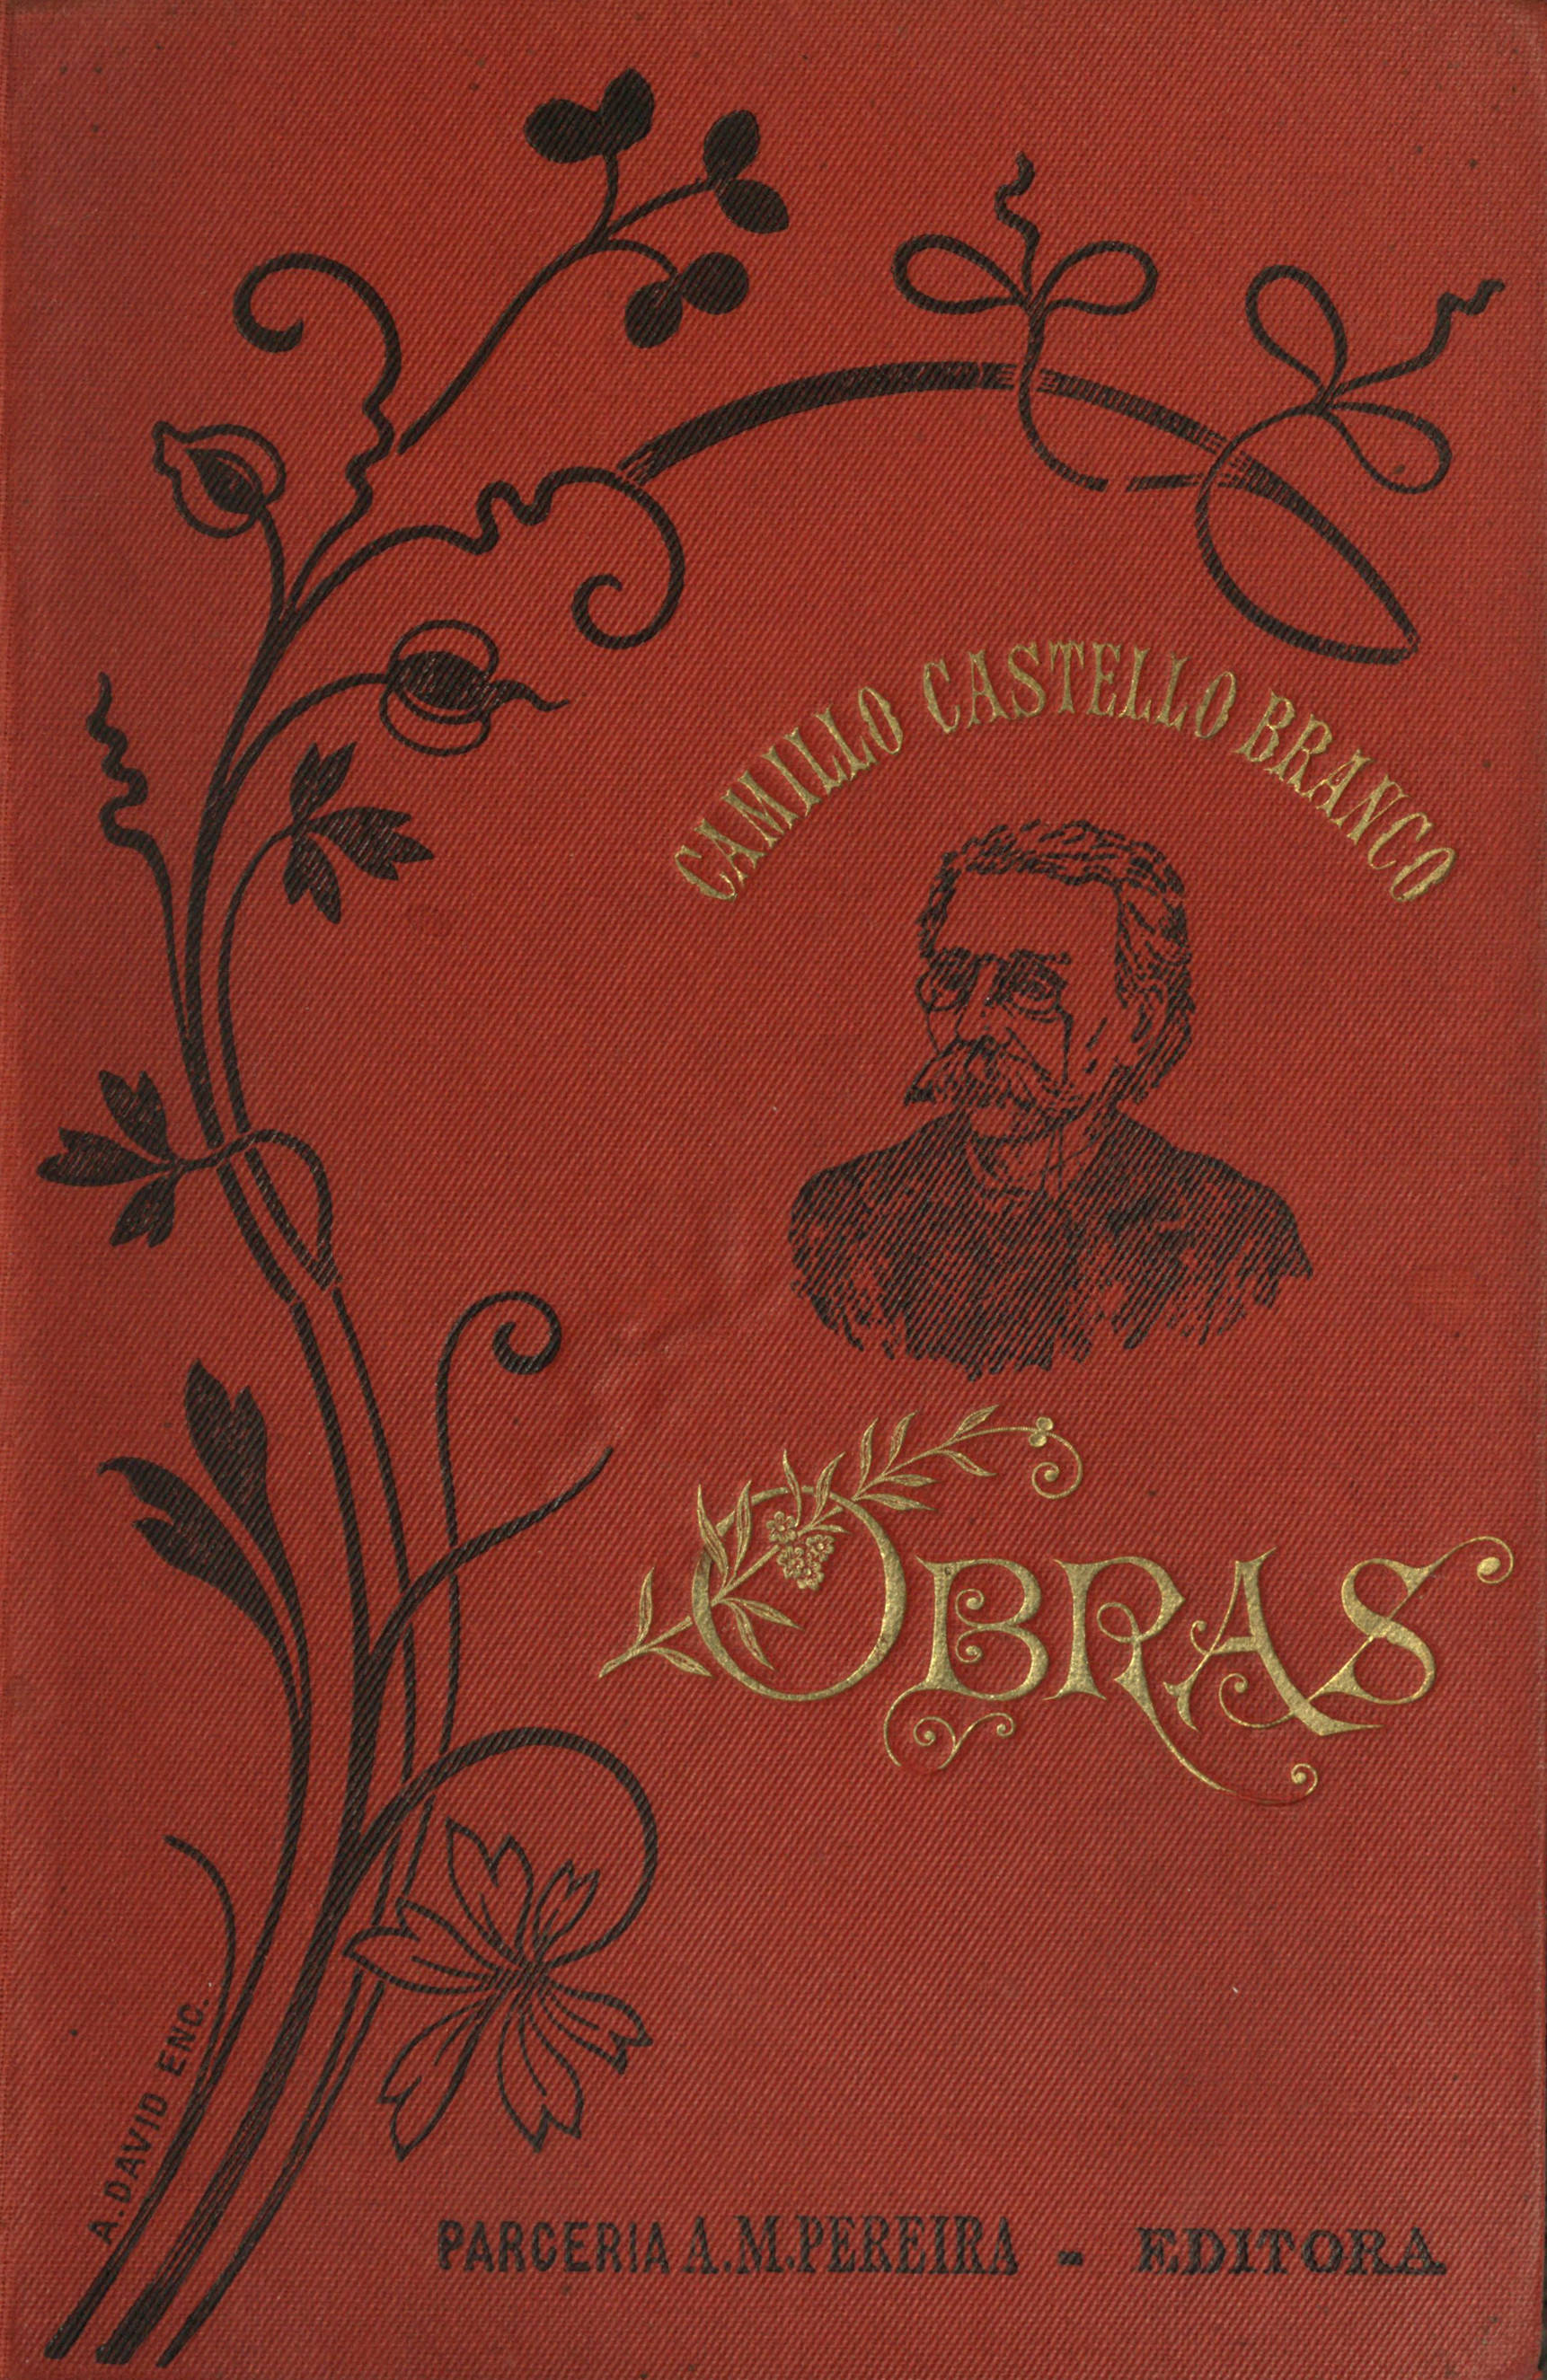 CAMILLO CASTELLO BRANCO
OBRAS
A. DAVID ENC.
PARCERIA A. M. PEREIRA - EDITORA